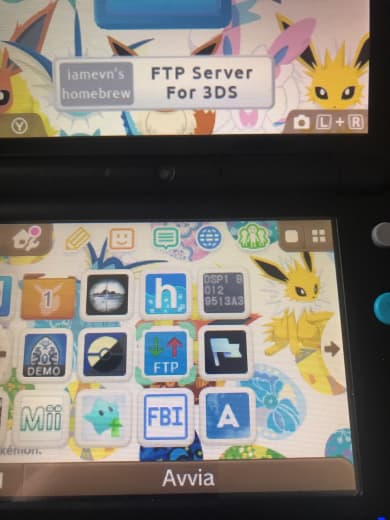 iamevn's
homebrew
FTP Server
For 3DS
Y
L + R
1
h
DSP1 B
012
9513A3
DEMO
FTP
Mii
FBI
A
Avvia